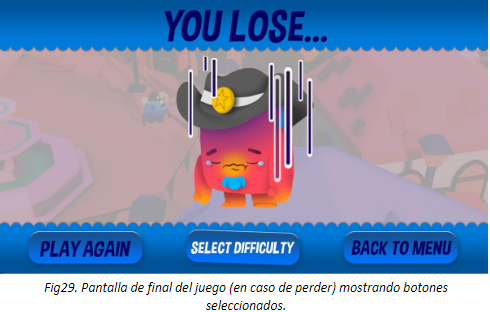 YOU LOSE...
PLAY AGAIN
SELECT DIFFICULTY
BACK TO MENU
Fig29. Pantalla de final del juego (en caso de perder) mostrando botones
seleccionados.